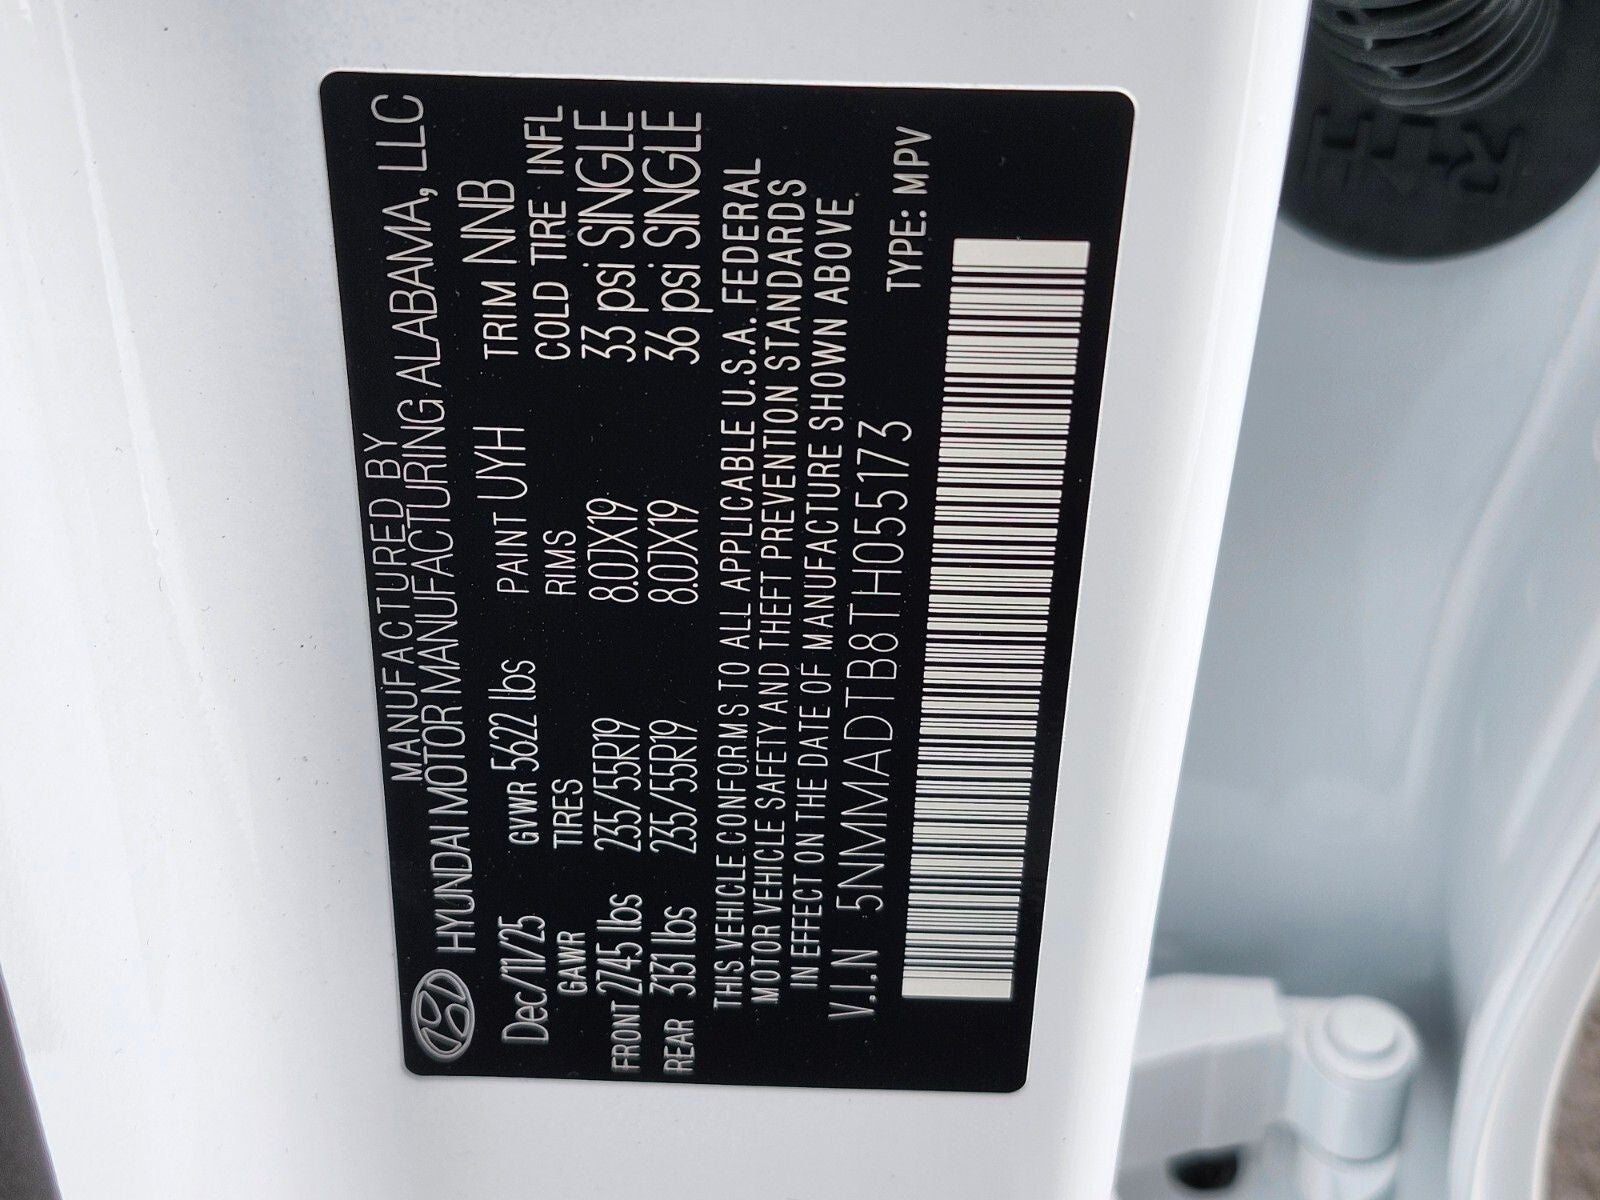 MANUFACTURED BY
HYUNDAI MOTOR MANUFACTURING ALABAMA, LLC
Dec/11/25 GVWR 5622 lbs PAINT UYH TRIM NNB
GAWR TIRES RIMS COLD TIRE INFL
FRONT 2745 lbs 235/55R19 8.0JX19 33 psi SINGLE
REAR 3131 lbs 235/55R19 8.0JX19 36 psi SINGLE
THIS VEHICLE CONFORMS TO ALL APPLICABLE U.S.A. FEDERAL
MOTOR VEHICLE SAFETY AND THEFT PREVENTION STANDARDS
IN EFFECT ON THE DATE OF MANUFACTURE SHOWN ABOVE.
V.I.N 5NMMADTB8TH055173 TYPE: MPV